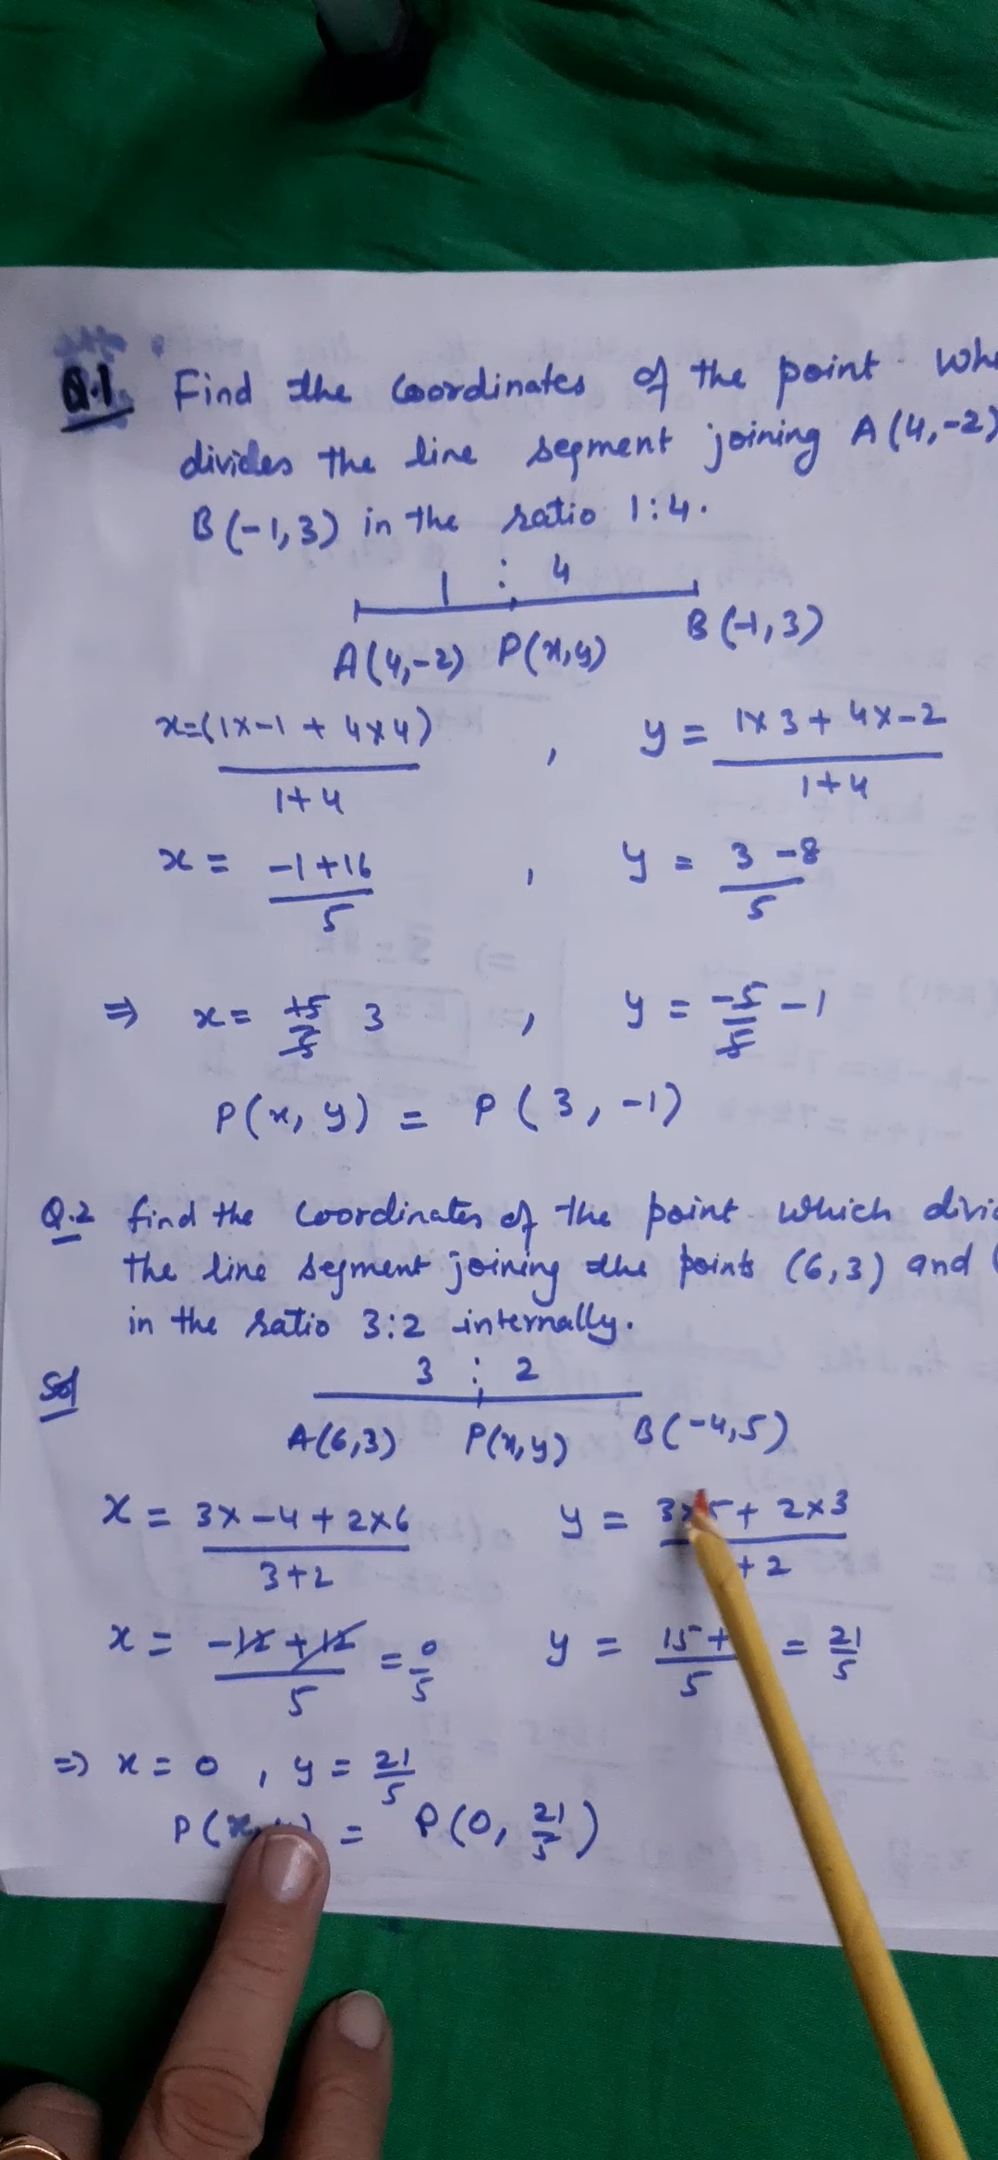 Q.1 Find the Coordinates of the point
divides the line segment joining A(4,-2)
B(-1,3) in the ratio 1:4.
1 : 4
A(4,-2) P(x,y) B(-1,3)
x=(1×-1 + 4×4)/1+4 , y = 1×3 + 4×-2/1+4
x = -1+16/5 , y = 3-8/5
⇒ x = 15/5 3 , y = -5/5 -1
P(x, y) = P(3, -1)
Q.2 find the Coordinates of the point which
the line segment joining the points (6,3) and
in the ratio 3:2 internally.
Sol 3 : 2
A(6,3) P(x,y) B(-4,5)
x = 3×-4+2×6/3+2 y = 3×5+ 2×3/+2
x = -12+12/5 = 0/5 y = 15+/5 = 21/5
⇒ x = 0 , y = 21/5
P(x, = P(0, 21/5)